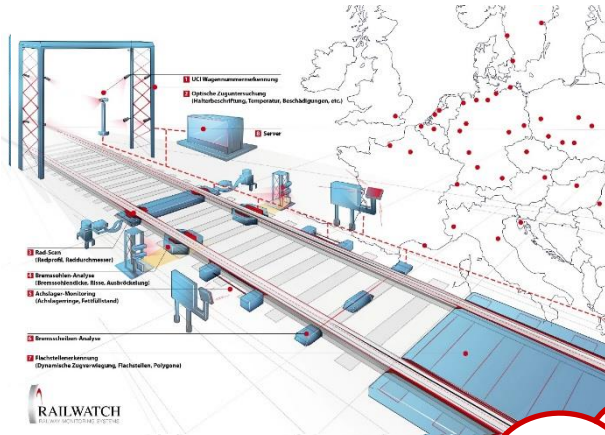 1 UCI Wagennummernerkennung
2 Optische Zuguntersuchung
(Halterbeschriftung, Temperatur, Beschädigungen, etc.)
8 Server
3 Rad-Scan
(Radprofil, Raddurchmesser)
4 Bremssohlen-Analyse
(Bremssohlendicke, Risse, Ausbröckelung)
5 Achslager-Monitoring
(Achslagerringe, Fettfüllstand)
6 Bremsscheiben-Analyse
7 Flachstellenerkennung
(Dynamische Zugverwiegung, Flachstellen, Polygone)
RAILWATCH
RAILWAY MONITORING SYSTEMS